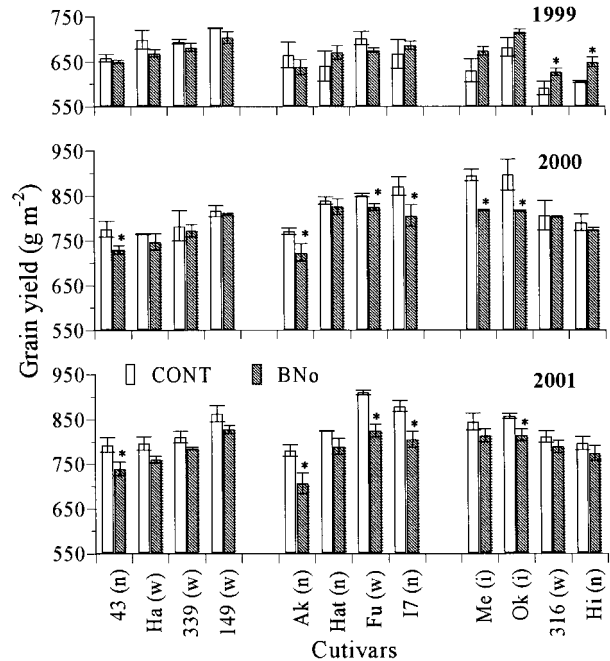 1999
750
650
550
*
*
2000
950
850
750
650
550
*
*
*
*
*
*
Grain yield (g m⁻²)
CONT
BNo
2001
950
850
750
650
550
*
*
*
*
*
43 (n)
Ha (w)
339 (w)
149 (w)
Ak (n)
Hat (n)
Fu (w)
17 (n)
Me (i)
Ok (i)
316 (w)
Hi (n)
Cutivars